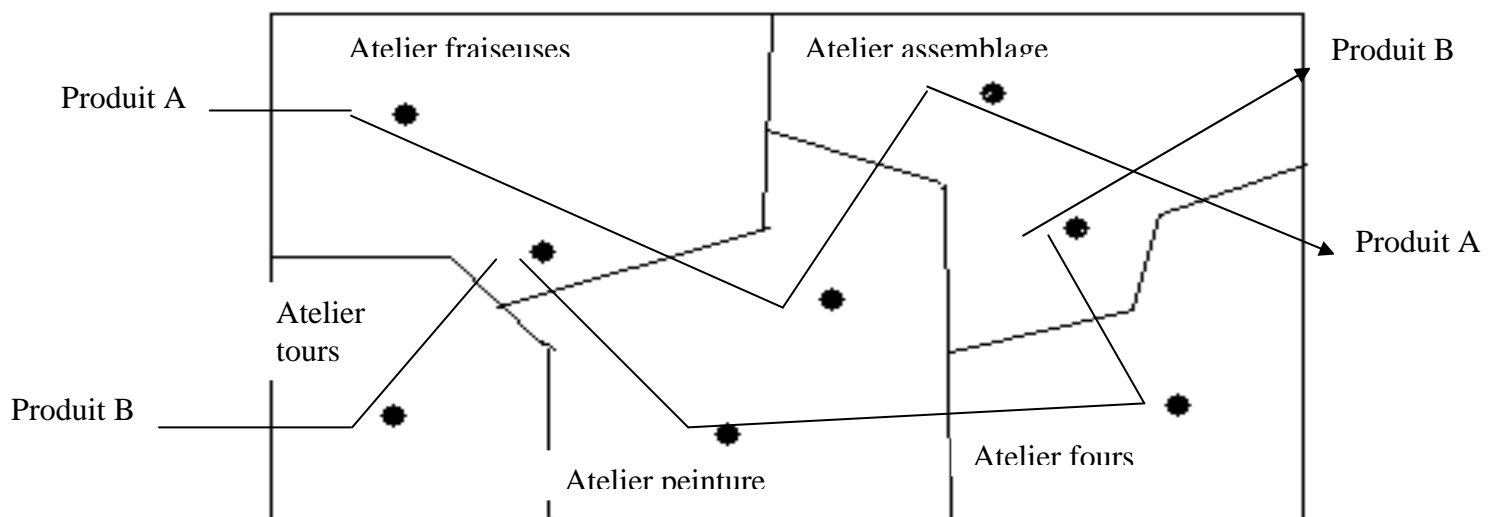 Atelier fraiseuses
Atelier assemblage
Produit B
Produit A
Produit A
Atelier
tours
Produit B
Atelier fours
Atelier peinture